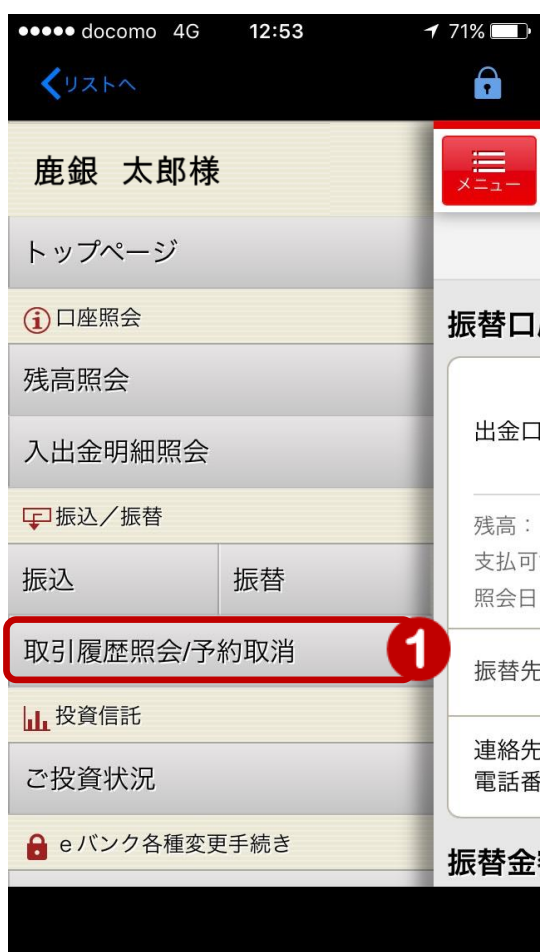 docomo 4G 12:53 71%
リストへ
鹿銀 太郎様
メニュー
トップページ
口座照会
残高照会
入出金明細照会
振込/振替
振込 振替
取引履歴照会/予約取消 1
投資信託
ご投資状況
eバンク各種変更手続き
振替口
出金口
残高：
支払可
照会日
振替先
連絡先
電話番
振替金